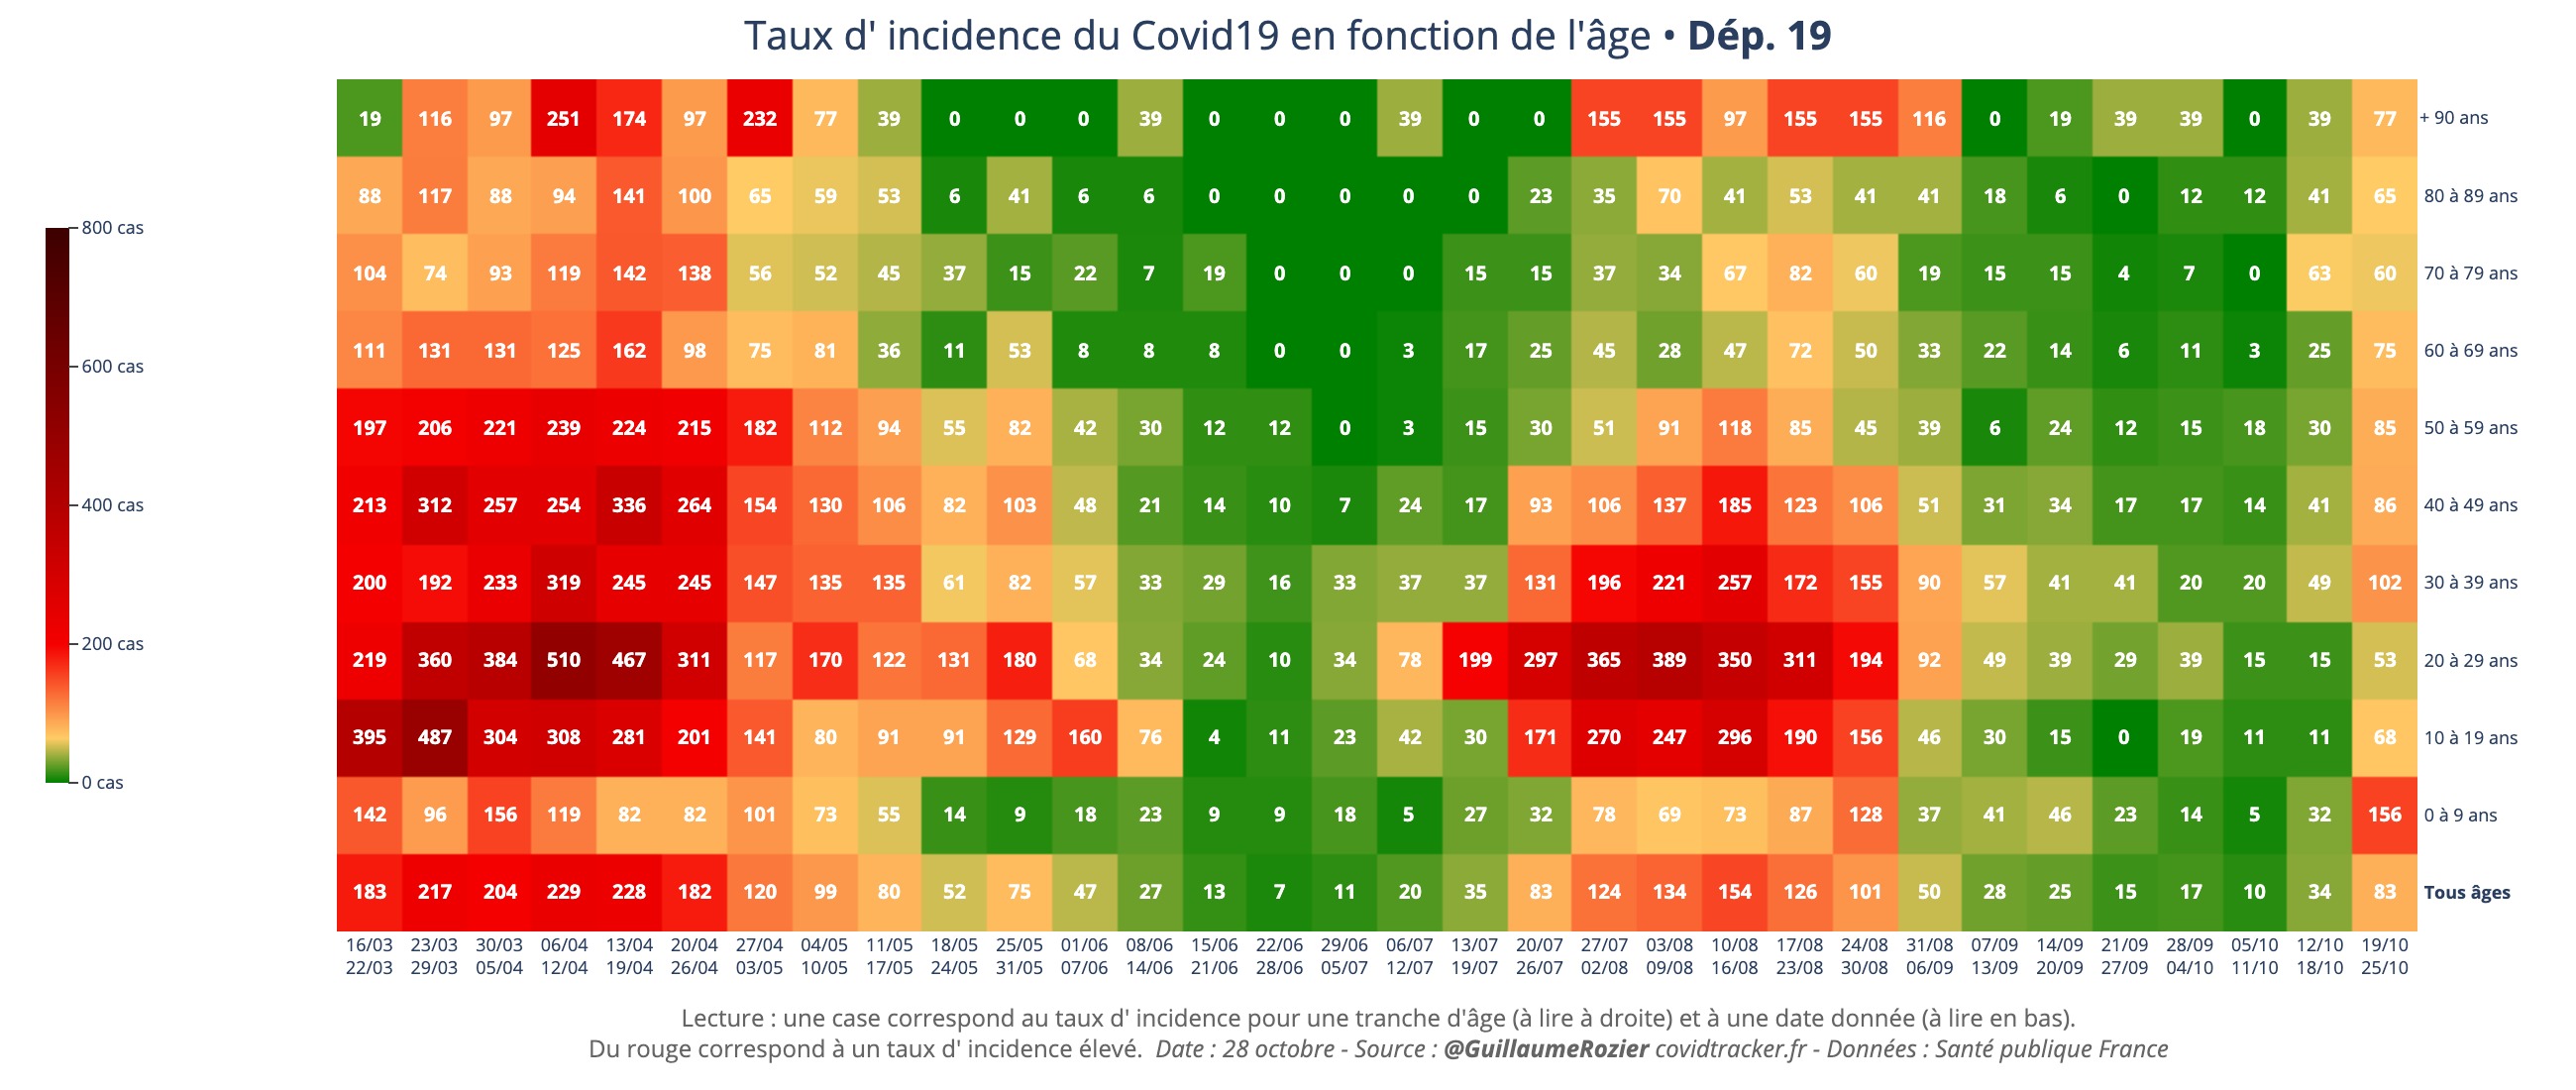 Taux d' incidence du Covid19 en fonction de l'âge • Dép. 19
800 cas
600 cas
400 cas
200 cas
0 cas
19 116 97 251 174 97 232 77 39 0 0 0 39 0 0 0 39 0 0 155 155 97 155 155 116 0 19 39 39 0 39 77 + 90 ans
88 117 88 94 141 100 65 59 53 6 41 6 6 0 0 0 0 0 23 35 70 41 53 41 41 18 6 0 12 12 41 65 80 à 89 ans
104 74 93 119 142 138 56 52 45 37 15 22 7 19 0 0 0 15 15 37 34 67 82 60 19 15 15 4 7 0 63 60 70 à 79 ans
111 131 131 125 162 98 75 81 36 11 53 8 8 8 0 0 3 17 25 45 28 47 72 50 33 22 14 6 11 3 25 75 60 à 69 ans
197 206 221 239 224 215 182 112 94 55 82 42 30 12 12 0 3 15 30 51 91 118 85 45 39 6 24 12 15 18 30 85 50 à 59 ans
213 312 257 254 336 264 154 130 106 82 103 48 21 14 10 7 24 17 93 106 137 185 123 106 51 31 34 17 17 14 41 86 40 à 49 ans
200 192 233 319 245 245 147 135 135 61 82 57 33 29 16 33 37 37 131 196 221 257 172 155 90 57 41 41 20 20 49 102 30 à 39 ans
219 360 384 510 467 311 117 170 122 131 180 68 34 24 10 34 78 199 297 365 389 350 311 194 92 49 39 29 39 15 15 53 20 à 29 ans
395 487 304 308 281 201 141 80 91 91 129 160 76 4 11 23 42 30 171 270 247 296 190 156 46 30 15 0 19 11 11 68 10 à 19 ans
142 96 156 119 82 82 101 73 55 14 9 18 23 9 9 18 5 27 32 78 69 73 87 128 37 41 46 23 14 5 32 156 0 à 9 ans
183 217 204 229 228 182 120 99 80 52 75 47 27 13 7 11 20 35 83 124 134 154 126 101 50 28 25 15 17 10 34 83 Tous âges
16/03 23/03 30/03 06/04 13/04 20/04 27/04 04/05 11/05 18/05 25/05 01/06 08/06 15/06 22/06 29/06 06/07 13/07 20/07 27/07 03/08 10/08 17/08 24/08 31/08 07/09 14/09 21/09 28/09 05/10 12/10 19/10
22/03 29/03 05/04 12/04 19/04 26/04 03/05 10/05 17/05 24/05 31/05 07/06 14/06 21/06 28/06 05/07 12/07 19/07 26/07 02/08 09/08 16/08 23/08 30/08 06/09 13/09 20/09 27/09 04/10 11/10 18/10 25/10
Lecture : une case correspond au taux d' incidence pour une tranche d'âge (à lire à droite) et à une date donnée (à lire en bas).
Du rouge correspond à un taux d' incidence élevé. Date : 28 octobre - Source : @GuillaumeRozier covidtracker.fr - Données : Santé publique France